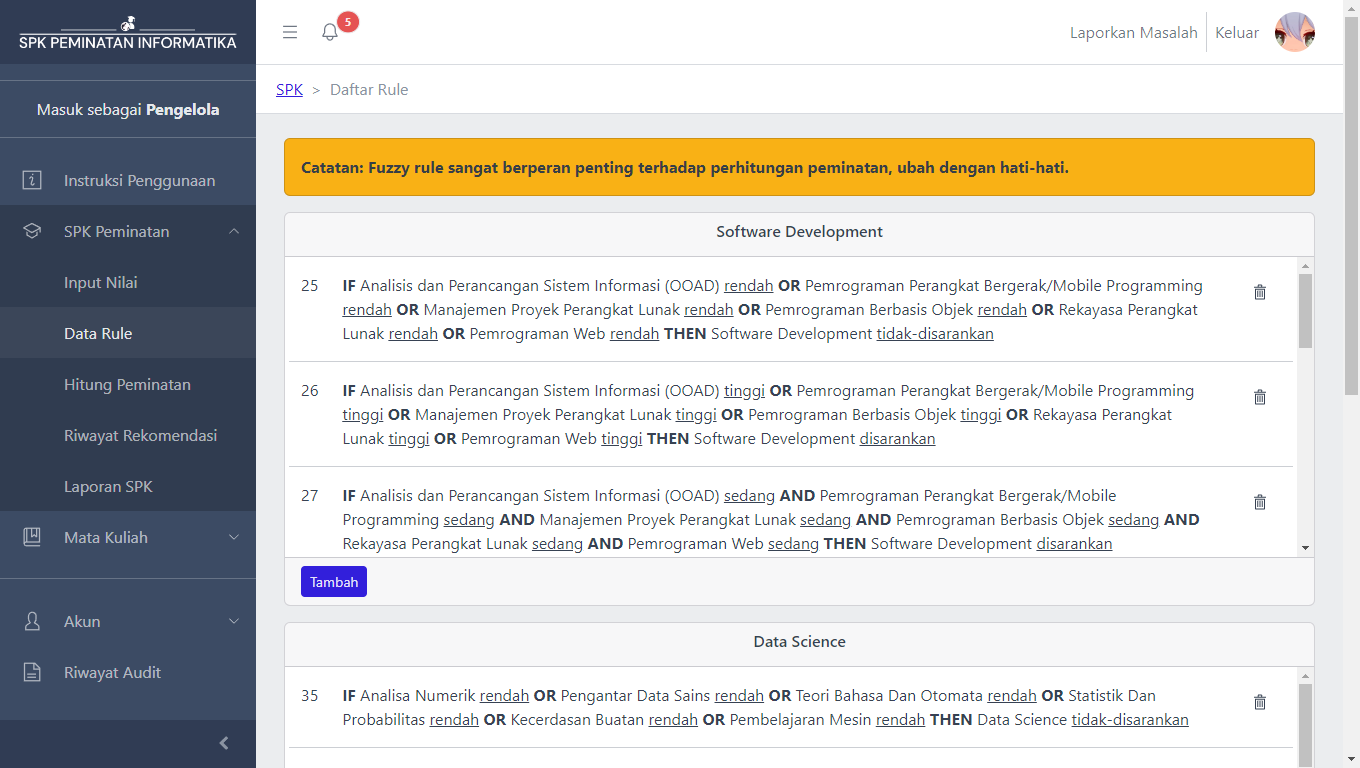 SPK PEMINATAN INFORMATIKA
5
Laporkan Masalah
Keluar
Masuk sebagai Pengelola
Instruksi Penggunaan
SPK Peminatan
Input Nilai
Data Rule
Hitung Peminatan
Riwayat Rekomendasi
Laporan SPK
Mata Kuliah
Akun
Riwayat Audit
SPK > Daftar Rule
Catatan: Fuzzy rule sangat berperan penting terhadap perhitungan peminatan, ubah dengan hati-hati.
Software Development
25 IF Analisis dan Perancangan Sistem Informasi (OOAD) rendah OR Pemrograman Perangkat Bergerak/Mobile Programming
rendah OR Manajemen Proyek Perangkat Lunak rendah OR Pemrograman Berbasis Objek rendah OR Rekayasa Perangkat
Lunak rendah OR Pemrograman Web rendah THEN Software Development tidak-disarankan
26 IF Analisis dan Perancangan Sistem Informasi (OOAD) tinggi OR Pemrograman Perangkat Bergerak/Mobile Programming
tinggi OR Manajemen Proyek Perangkat Lunak tinggi OR Pemrograman Berbasis Objek tinggi OR Rekayasa Perangkat
Lunak tinggi OR Pemrograman Web tinggi THEN Software Development disarankan
27 IF Analisis dan Perancangan Sistem Informasi (OOAD) sedang AND Pemrograman Perangkat Bergerak/Mobile
Programming sedang AND Manajemen Proyek Perangkat Lunak sedang AND Pemrograman Berbasis Objek sedang AND
Rekayasa Perangkat Lunak sedang AND Pemrograman Web sedang THEN Software Development disarankan
Tambah
Data Science
35 IF Analisa Numerik rendah OR Pengantar Data Sains rendah OR Teori Bahasa Dan Otomata rendah OR Statistik Dan
Probabilitas rendah OR Kecerdasan Buatan rendah OR Pembelajaran Mesin rendah THEN Data Science tidak-disarankan